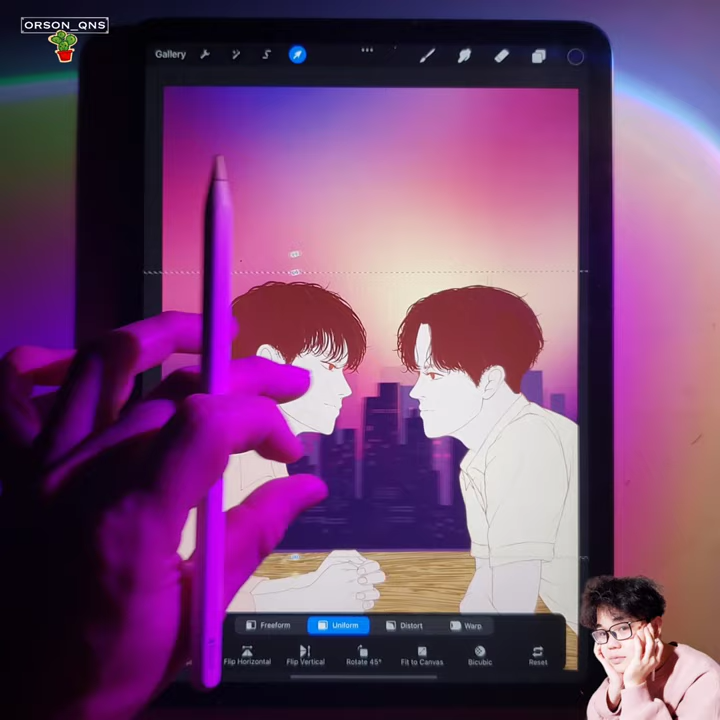 ORSON_QNS
Gallery
Freeform
Uniform
Distort
Warp
Flip Horizontal
Flip Vertical
Rotate 45°
Fit to Canvas
Bicubic
Reset